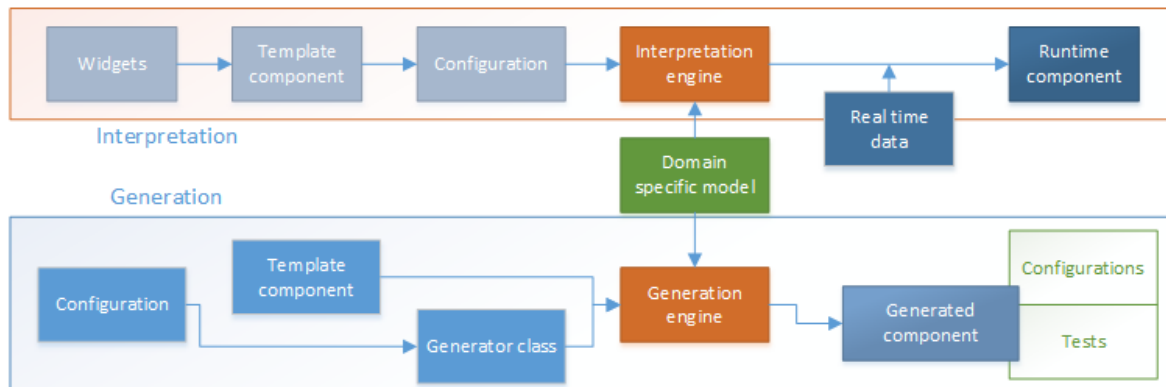 Widgets
Template
component
Configuration
Interpretation
engine
Runtime
component
Real time
data
Interpretation
Domain
specific model
Generation
Template
component
Configuration
Generator class
Generation
engine
Generated
component
Configurations
Tests